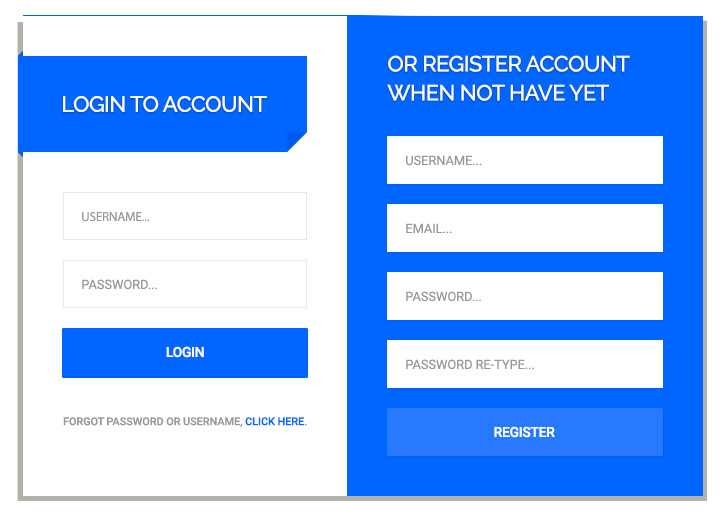 LOGIN TO ACCOUNT
USERNAME...
PASSWORD...
LOGIN
FORGOT PASSWORD OR USERNAME, CLICK HERE.
OR REGISTER ACCOUNT
WHEN NOT HAVE YET
USERNAME...
EMAIL...
PASSWORD...
PASSWORD RE-TYPE...
REGISTER